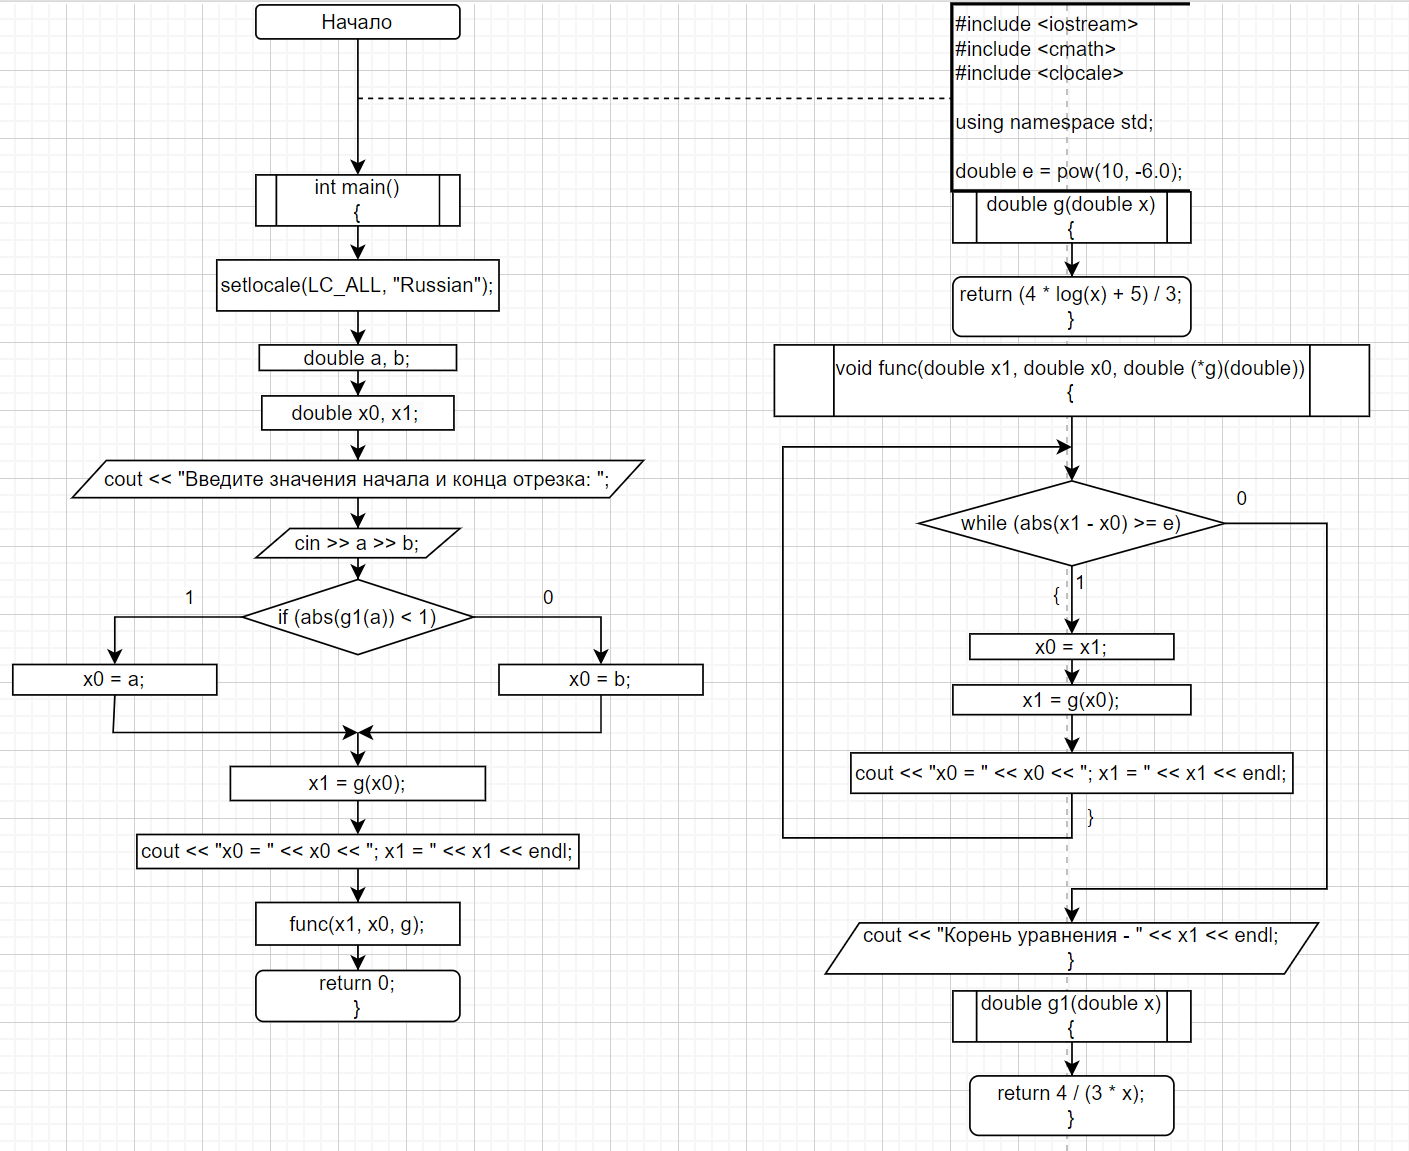 Начало
int main()
{
setlocale(LC_ALL, "Russian");
double a, b;
double x0, x1;
cout << "Введите значения начала и конца отрезка: ";
cin >> a >> b;
if (abs(g1(a)) < 1)
1
0
x0 = a;
x0 = b;
x1 = g(x0);
cout << "x0 = " << x0 << "; x1 = " << x1 << endl;
func(x1, x0, g);
return 0;
}
#include <iostream>
#include <cmath>
#include <clocale>
using namespace std;
double e = pow(10, -6.0);
double g(double x)
{
return (4 * log(x) + 5) / 3;
}
void func(double x1, double x0, double (*g)(double))
{
while (abs(x1 - x0) >= e)
0
1
{
x0 = x1;
x1 = g(x0);
cout << "x0 = " << x0 << "; x1 = " << x1 << endl;
}
cout << "Корень уравнения - " << x1 << endl;
}
double g1(double x)
{
return 4 / (3 * x);
}